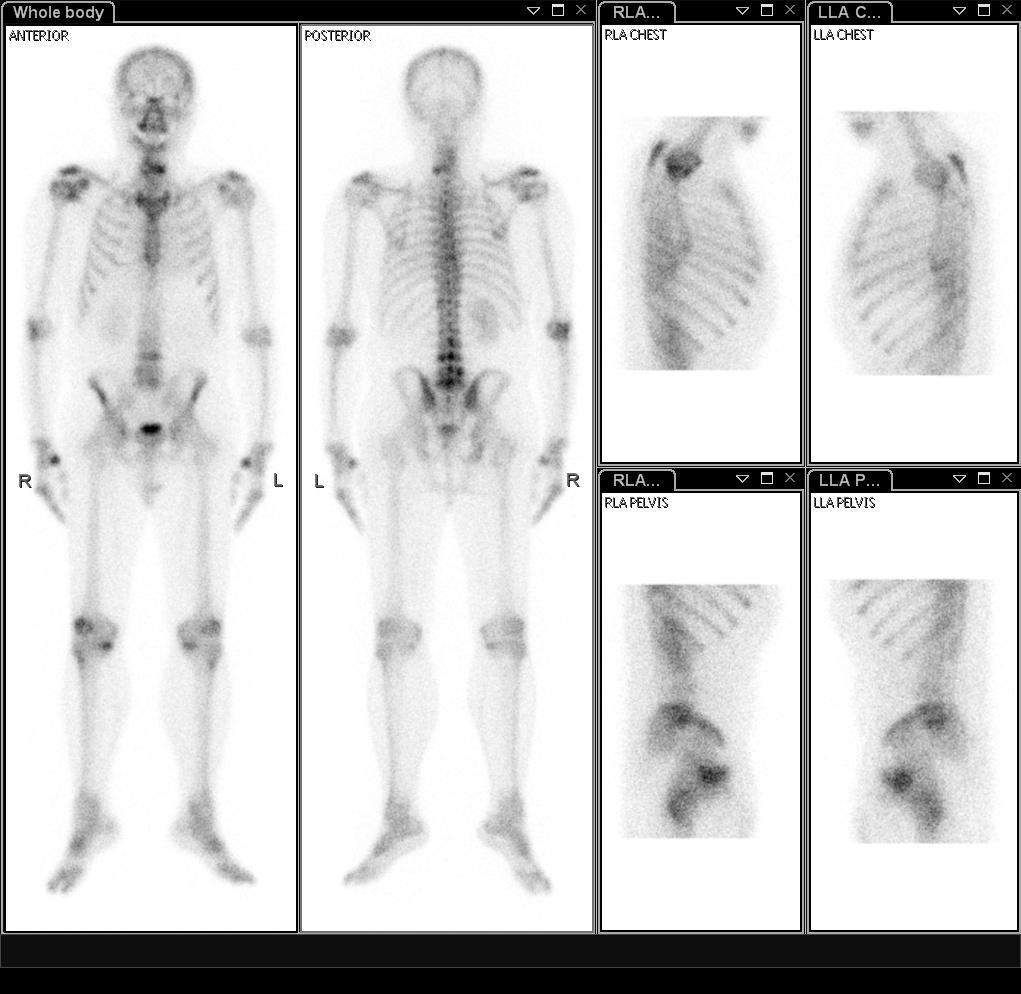 Whole body
RLA...
LLA C...
ANTERIOR
POSTERIOR
RLA CHEST
LLA CHEST
R
L
L
R
RLA...
LLA P...
RLA PELVIS
LLA PELVIS